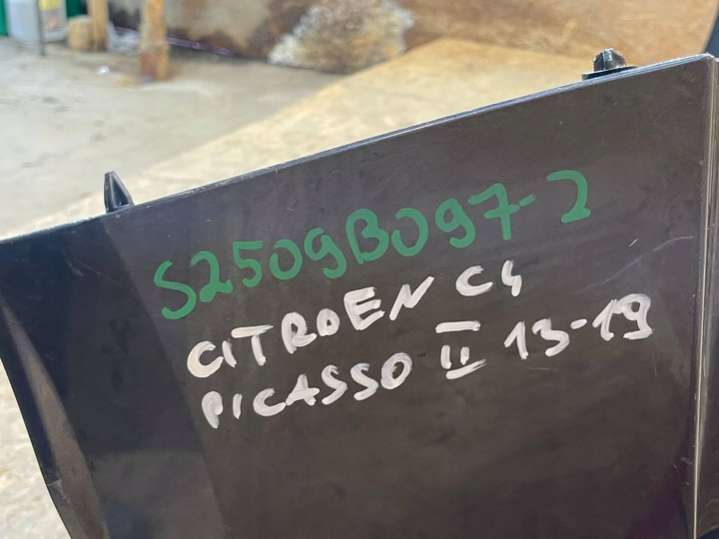 S2509B097-2
CITROEN C4
PICASSO II 13-19